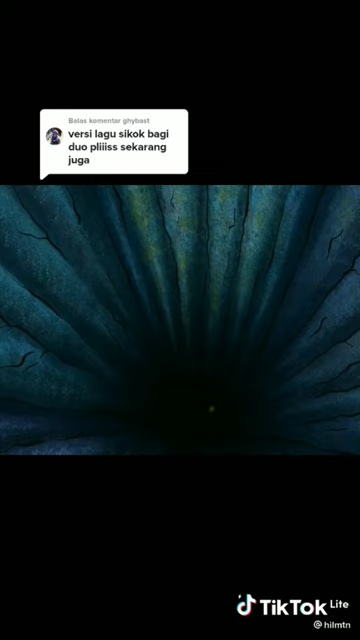 Balas komentar ghybast
versi lagu sikok bagi
duo pliiiss sekarang
juga
TikTok Lite
@hilmtn